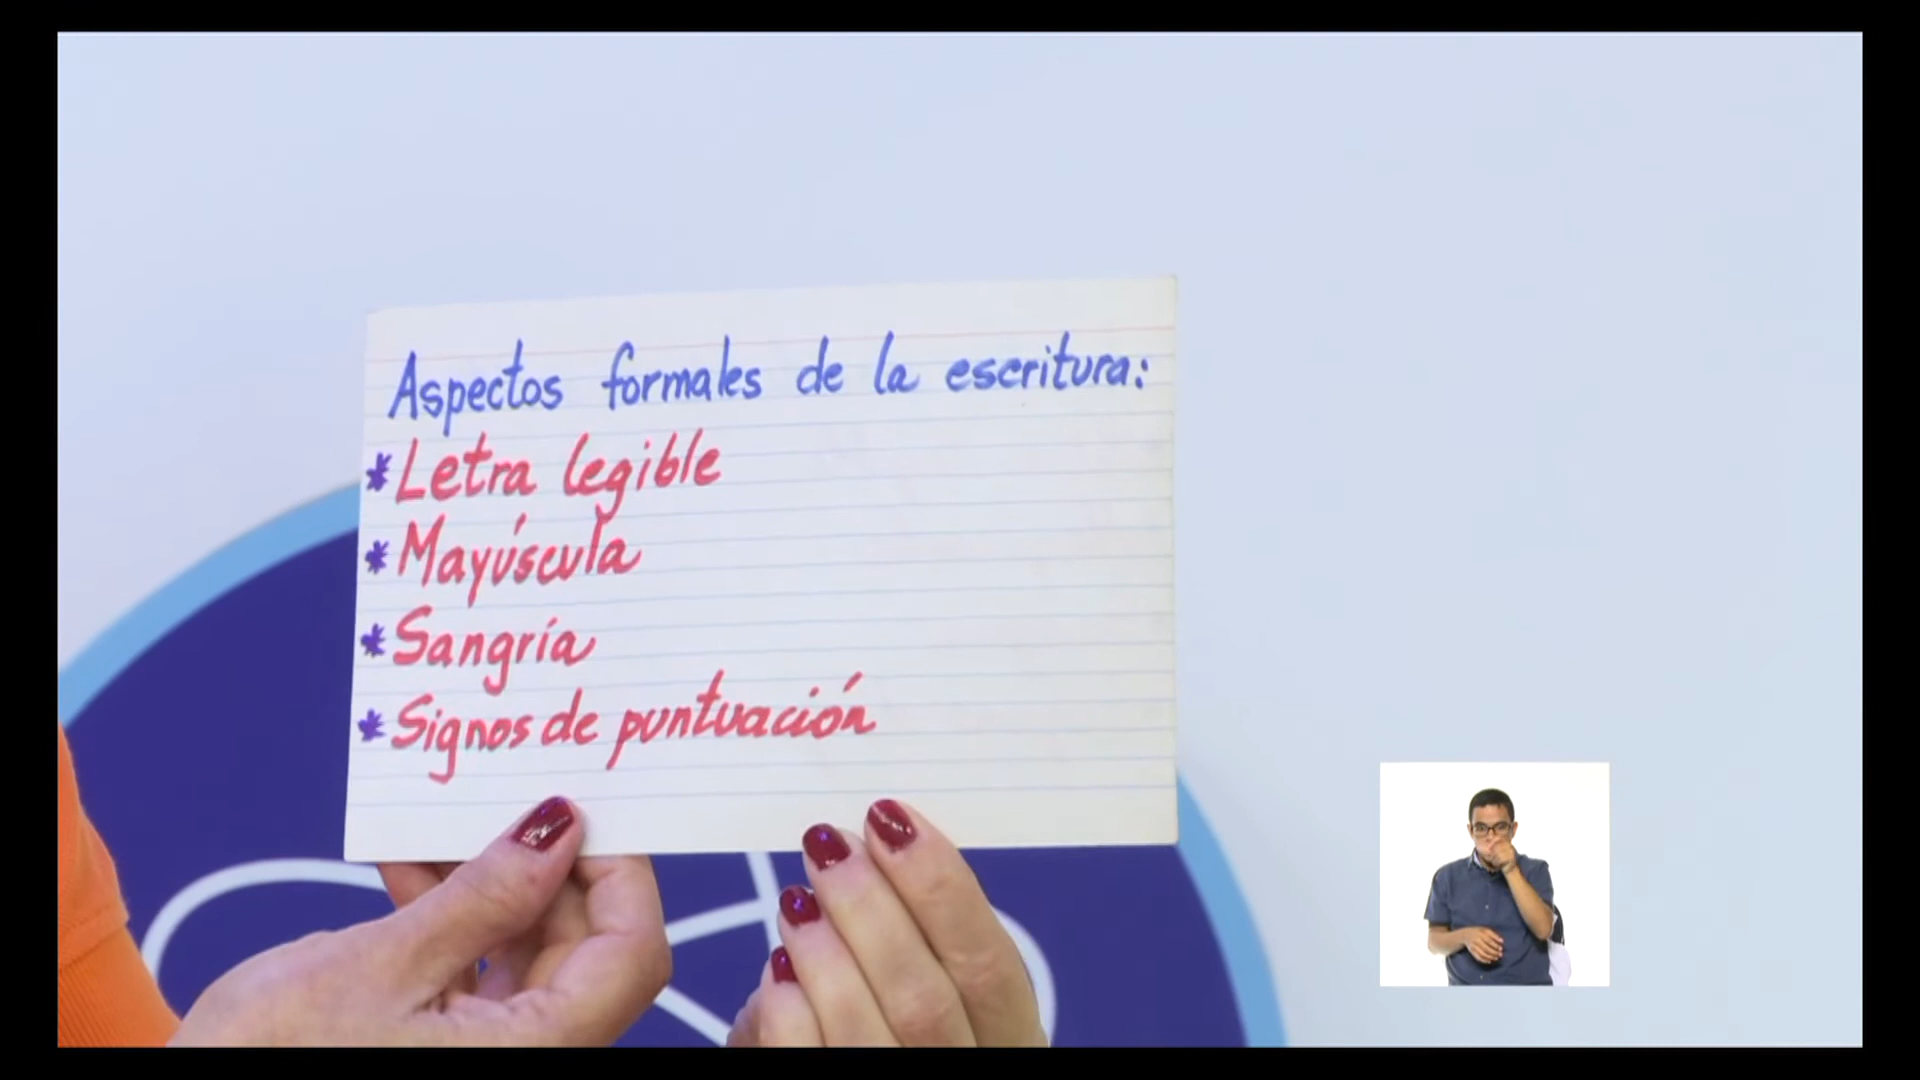 Aspectos formales de la escritura:
* Letra legible
* Mayúscula
* Sangría
* Signos de puntuación